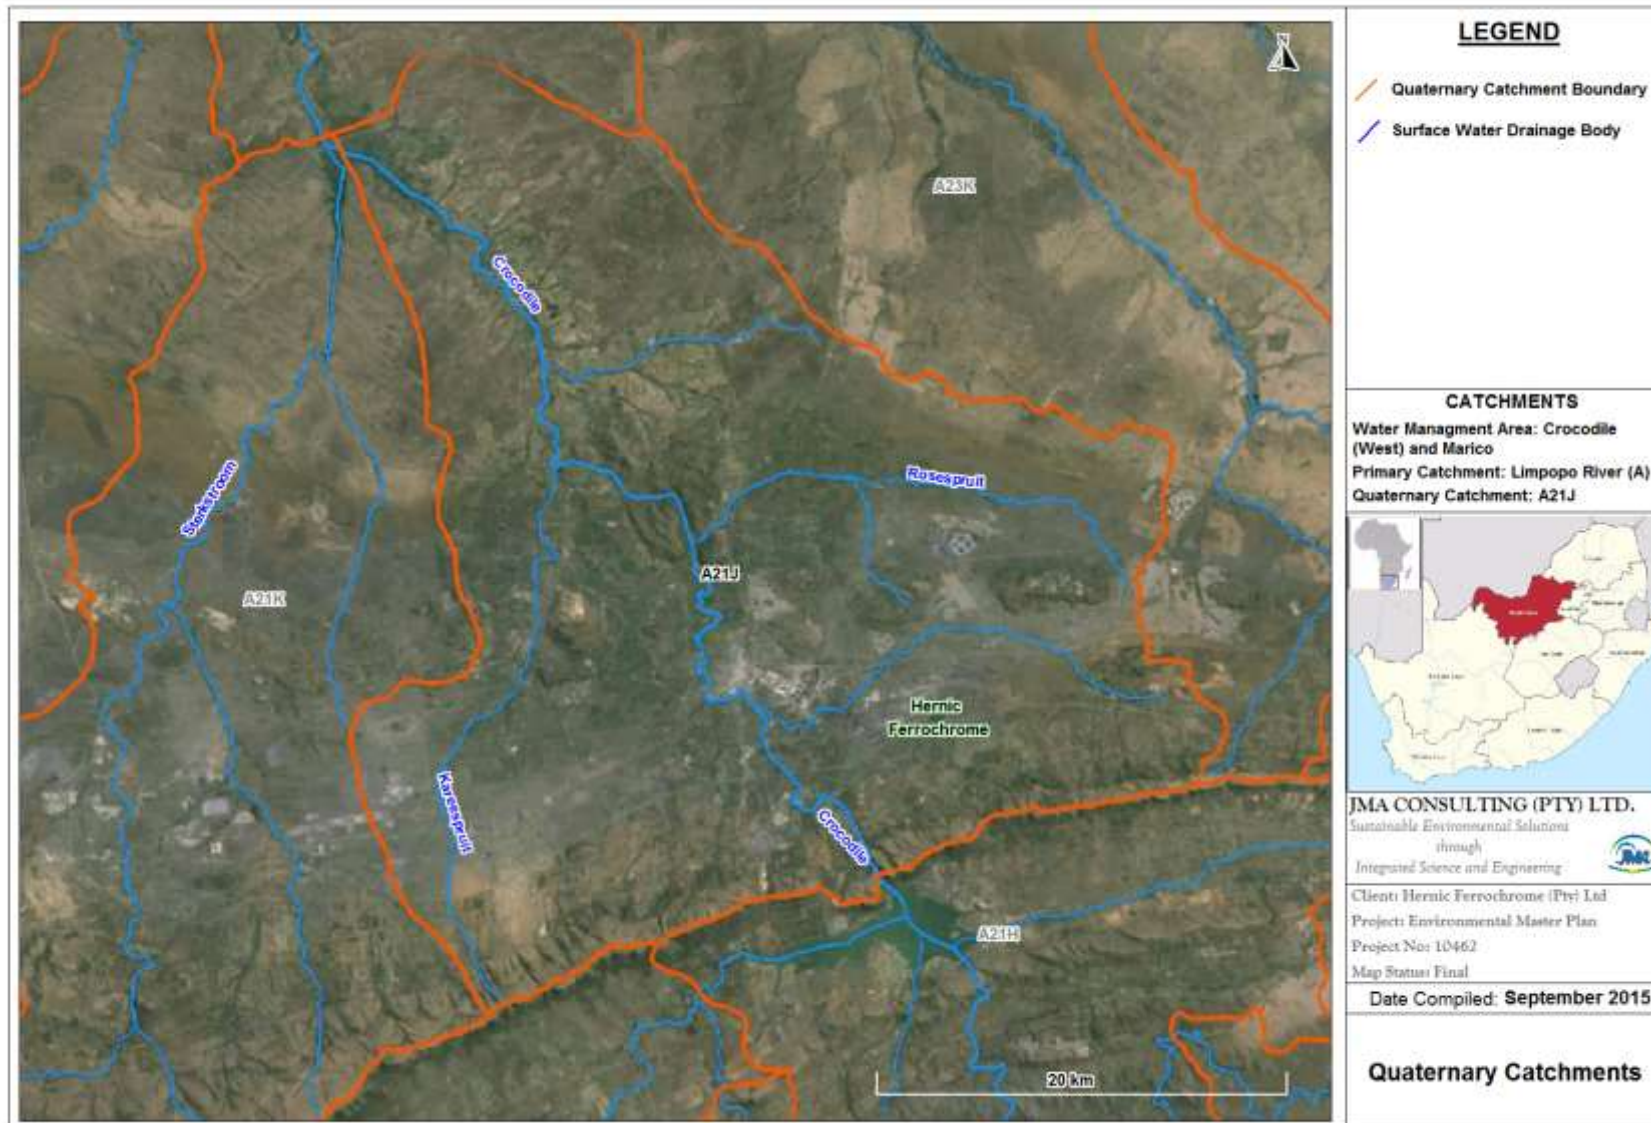 N
A23K
Crocodile
Rosespruit
Sterkstroom
A21J
A21K
Hernic
Ferrochrome
Karesspruit
Crocodile
A21H
20 km
LEGEND
Quaternary Catchment Boundary
Surface Water Drainage Body
CATCHMENTS
Water Managment Area: Crocodile
(West) and Marico
Primary Catchment: Limpopo River (A)
Quaternary Catchment: A21J
JMA CONSULTING (PTY) LTD.
Sustainable Environmental Solutions
through
Integrated Science and Engineering
JMA
Client: Hernic Ferrochrome (Pty) Ltd
Project: Environmental Master Plan
Project No: 10462
Map Status: Final
Date Compiled: September 2015
Quaternary Catchments